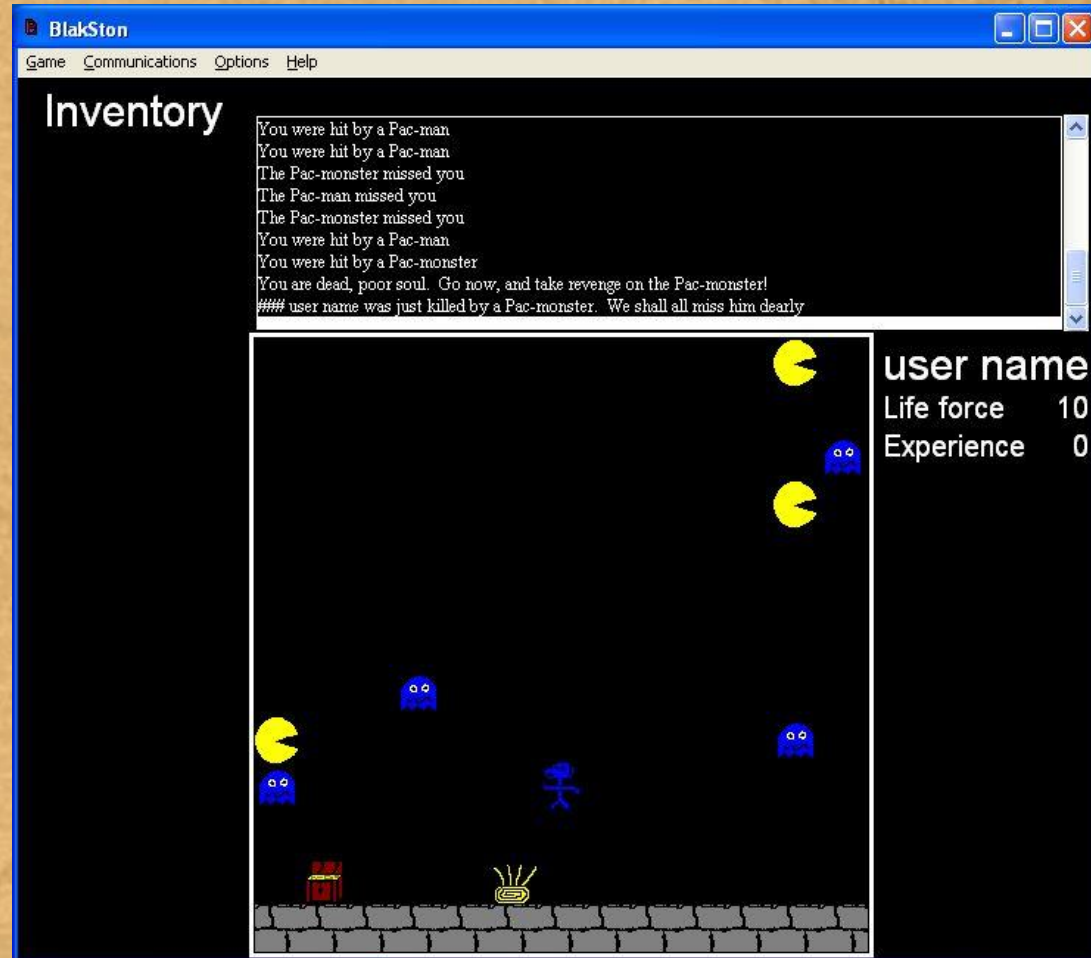 BlakSton
Game Communications Options Help
Inventory
You were hit by a Pac-man
You were hit by a Pac-man
The Pac-monster missed you
The Pac-man missed you
The Pac-monster missed you
You were hit by a Pac-man
You were hit by a Pac-monster
You are dead, poor soul.  Go now, and take revenge on the Pac-monster!
### user name was just killed by a Pac-monster.  We shall all miss him dearly
user name
Life force 10
Experience 0